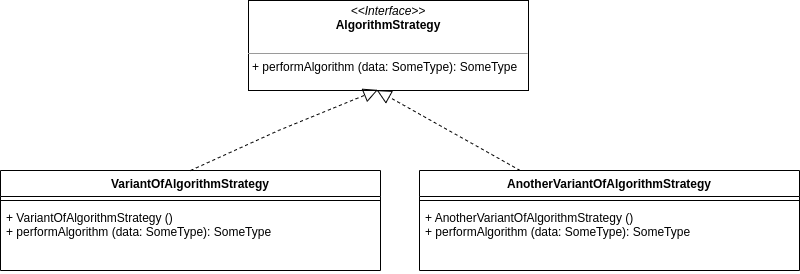 <<Interface>>
AlgorithmStrategy
+ performAlgorithm (data: SomeType): SomeType
VariantOfAlgorithmStrategy
+ VariantOfAlgorithmStrategy ()
+ performAlgorithm (data: SomeType): SomeType
AnotherVariantOfAlgorithmStrategy
+ AnotherVariantOfAlgorithmStrategy ()
+ performAlgorithm (data: SomeType): SomeType